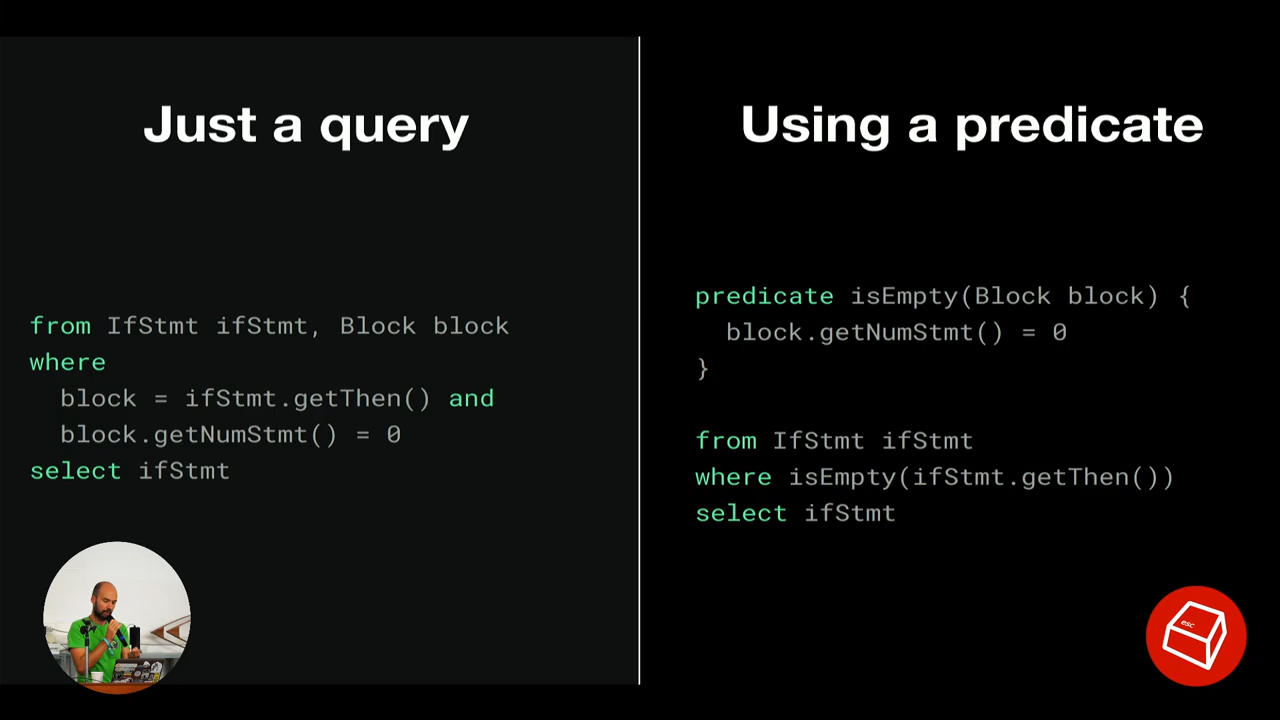 Just a query
from IfStmt ifStmt, Block block
where
  block = ifStmt.getThen() and
  block.getNumStmt() = 0
select ifStmt
Using a predicate
predicate isEmpty(Block block) {
  block.getNumStmt() = 0
}
from IfStmt ifStmt
where isEmpty(ifStmt.getThen())
select ifStmt
esc